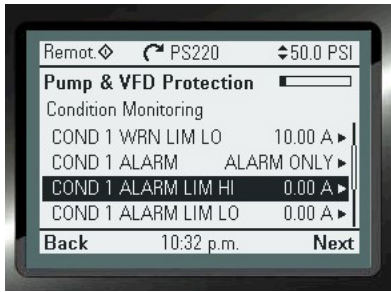 Remot. PS220 50.0 PSI
Pump & VFD Protection
Condition Monitoring
COND 1 WRN LIM LO 10.00 A
COND 1 ALARM ALARM ONLY
COND 1 ALARM LIM HI 0.00 A
COND 1 ALARM LIM LO 0.00 A
Back 10:32 p.m. Next